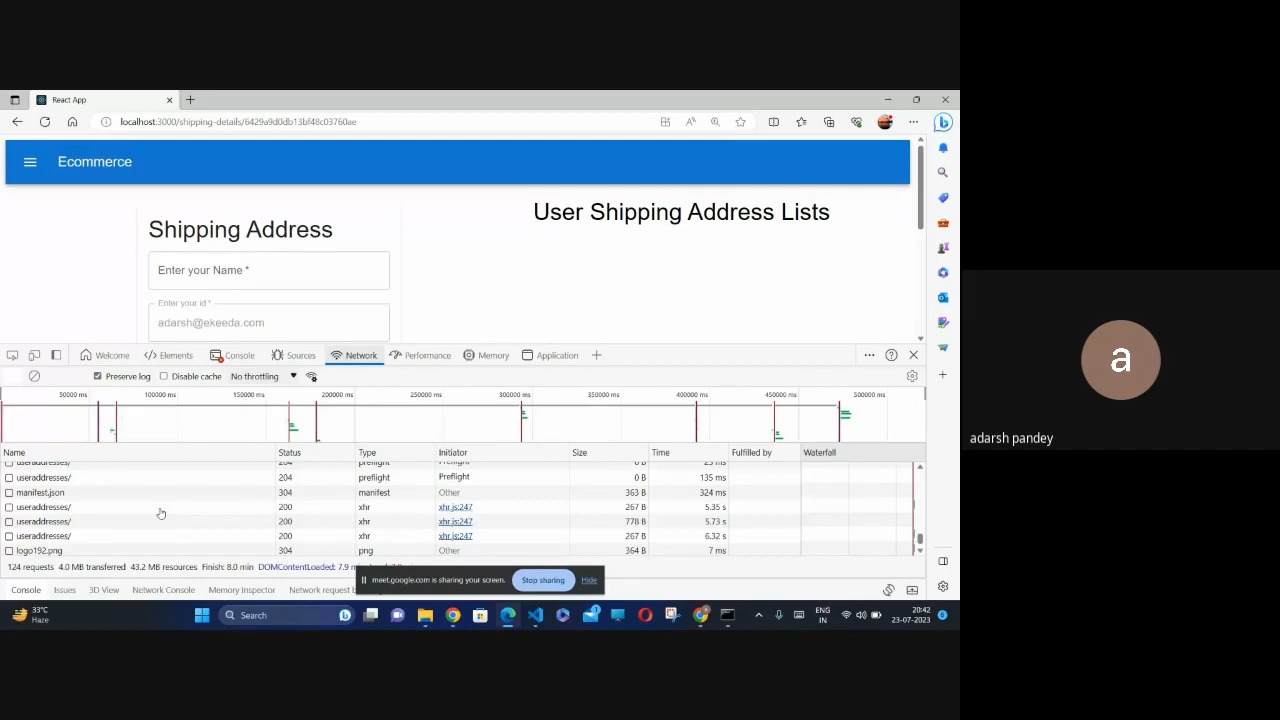 React App
localhost:3000/shipping-details/6429a9d0db13bf48c03760ae
Ecommerce
Shipping Address
User Shipping Address Lists
Enter your Name *
Enter your id *
adarsh@ekeeda.com
Welcome Elements Console Sources Network Performance Memory Application
Preserve log Disable cache No throttling
50000 ms 100000 ms 150000 ms 200000 ms 250000 ms 300000 ms 350000 ms 400000 ms 450000 ms 500000 ms
Name Status Type Initiator Size Time Fulfilled by Waterfall
useraddresses/ 204 preflight Preflight 0 B
useraddresses/ 204 preflight Preflight 0 B 135 ms
manifest.json 304 manifest Other 363 B 324 ms
useraddresses/ 200 xhr xhr.js:247 267 B 5.35 s
useraddresses/ 200 xhr xhr.js:247 778 B 5.73 s
useraddresses/ 200 xhr xhr.js:247 267 B 6.32 s
logo192.png 304 png Other 364 B 7 ms
124 requests 4.0 MB transferred 43.2 MB resources Finish: 8.0 min DOMContentLoaded: 7.9 m
meet.google.com is sharing your screen. Stop sharing Hide
Console Issues 3D View Network Console Memory Inspector Network request b
33°C
Haze
Search
ENG
IN
20:42
23-07-2023
a
adarsh pandey